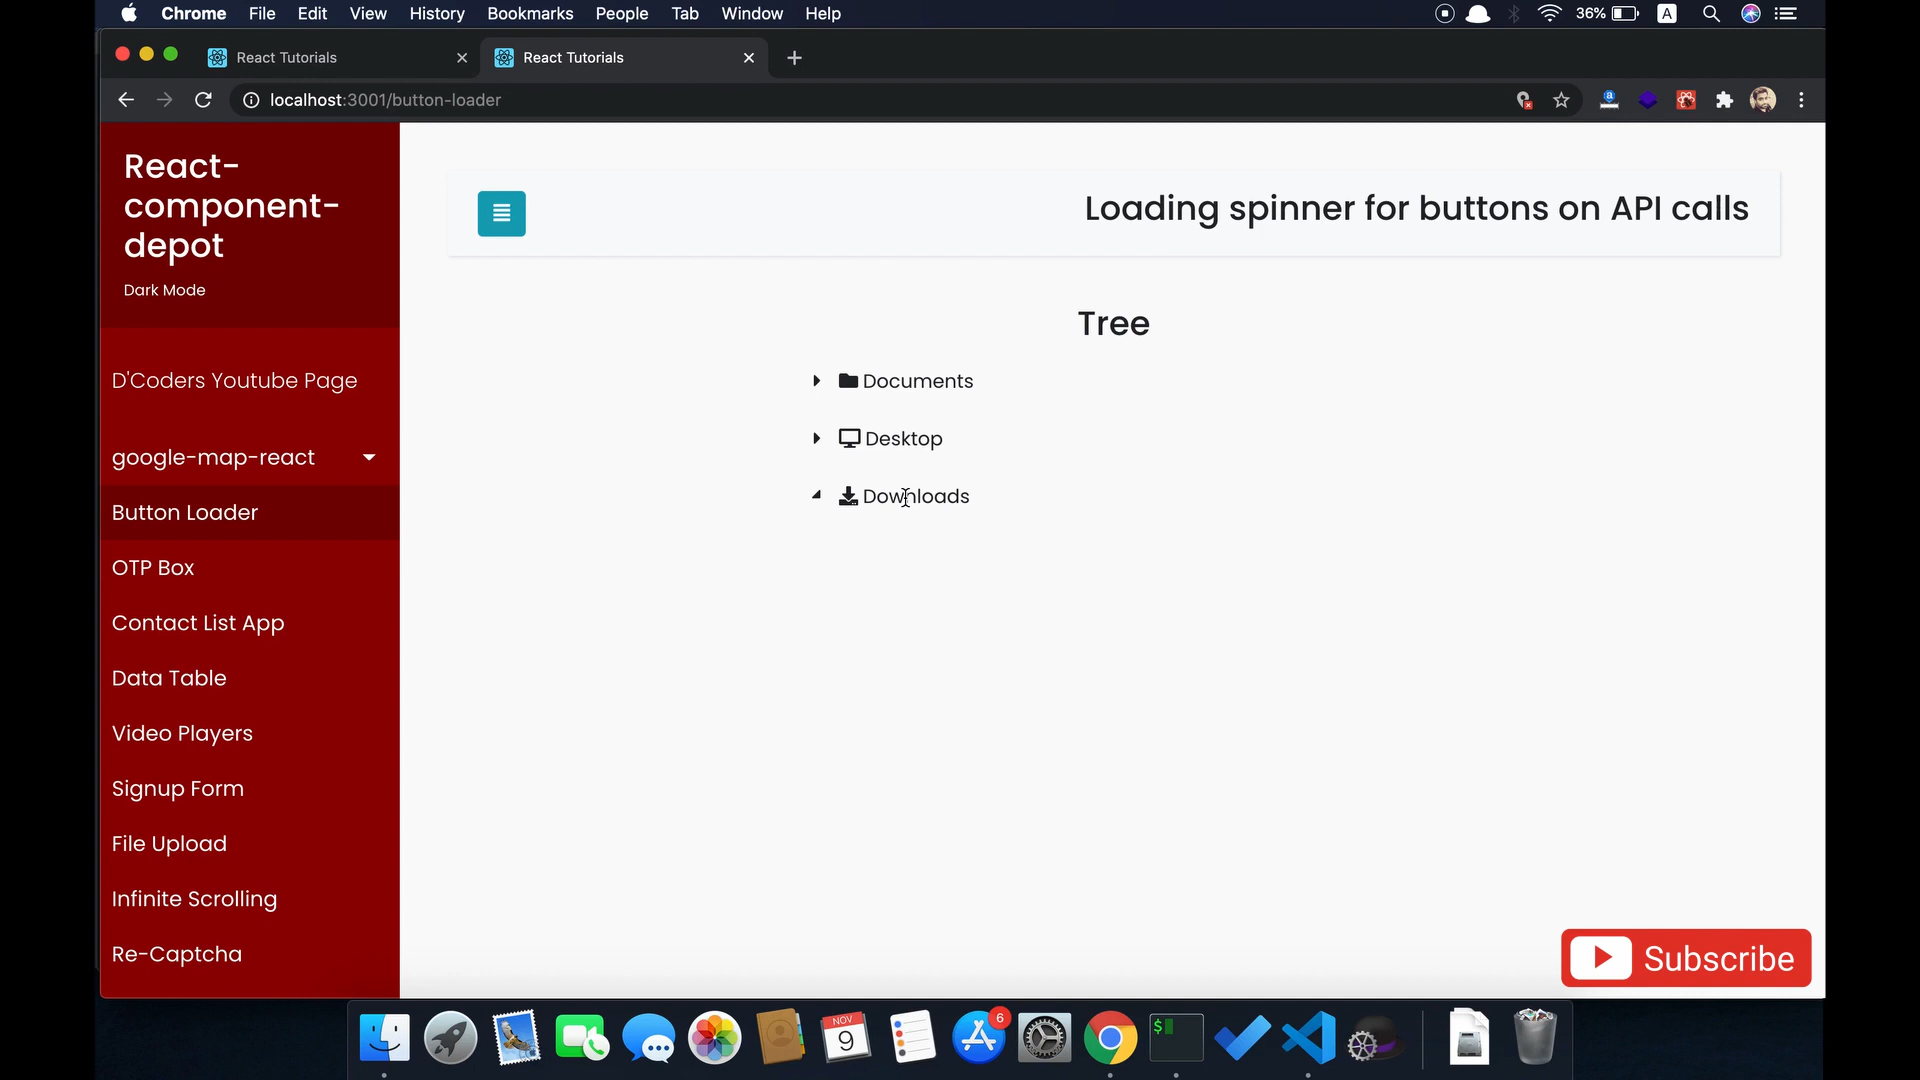 Chrome File Edit View History Bookmarks People Tab Window Help 36% A
React Tutorials React Tutorials
localhost:3001/button-loader
React-
component-
depot
Dark Mode
D'Coders Youtube Page
google-map-react
Button Loader
OTP Box
Contact List App
Data Table
Video Players
Signup Form
File Upload
Infinite Scrolling
Re-Captcha
Loading spinner for buttons on API calls
Tree
Documents
Desktop
Downloads
Subscribe
NOV
9
6
$